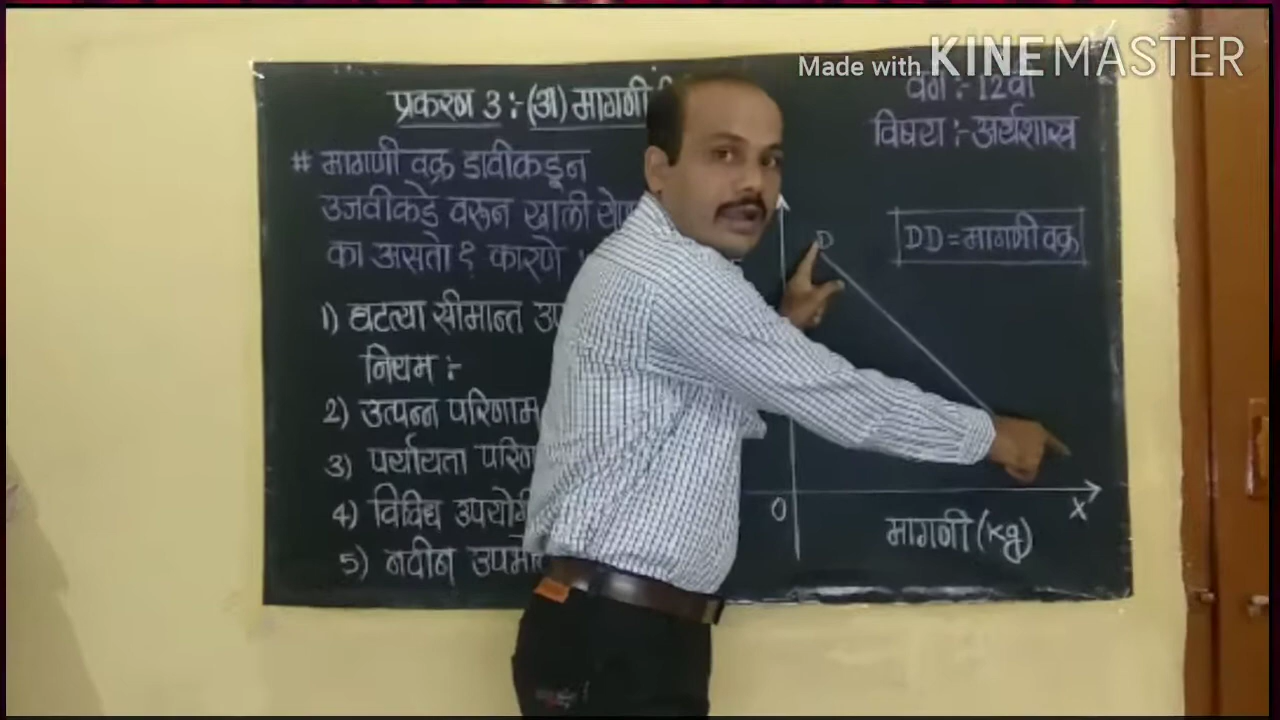 Made with KINEMASTER
प्रकरण 3 :- (अ) मागणी
वर्ग :- 12वी
विषय :- अर्थशास्त्र
# मागणी वक्र डावीकडून
उजवीकडे वरून खाली
का असतो ? कारणे
DD = मागणी वक्र
D
1) घटत्या सीमान्त
नियम :-
2) उत्पन्न परिणाम
3) पर्यायता
4) विविध
5) नवीन
O
X
मागणी (kg)